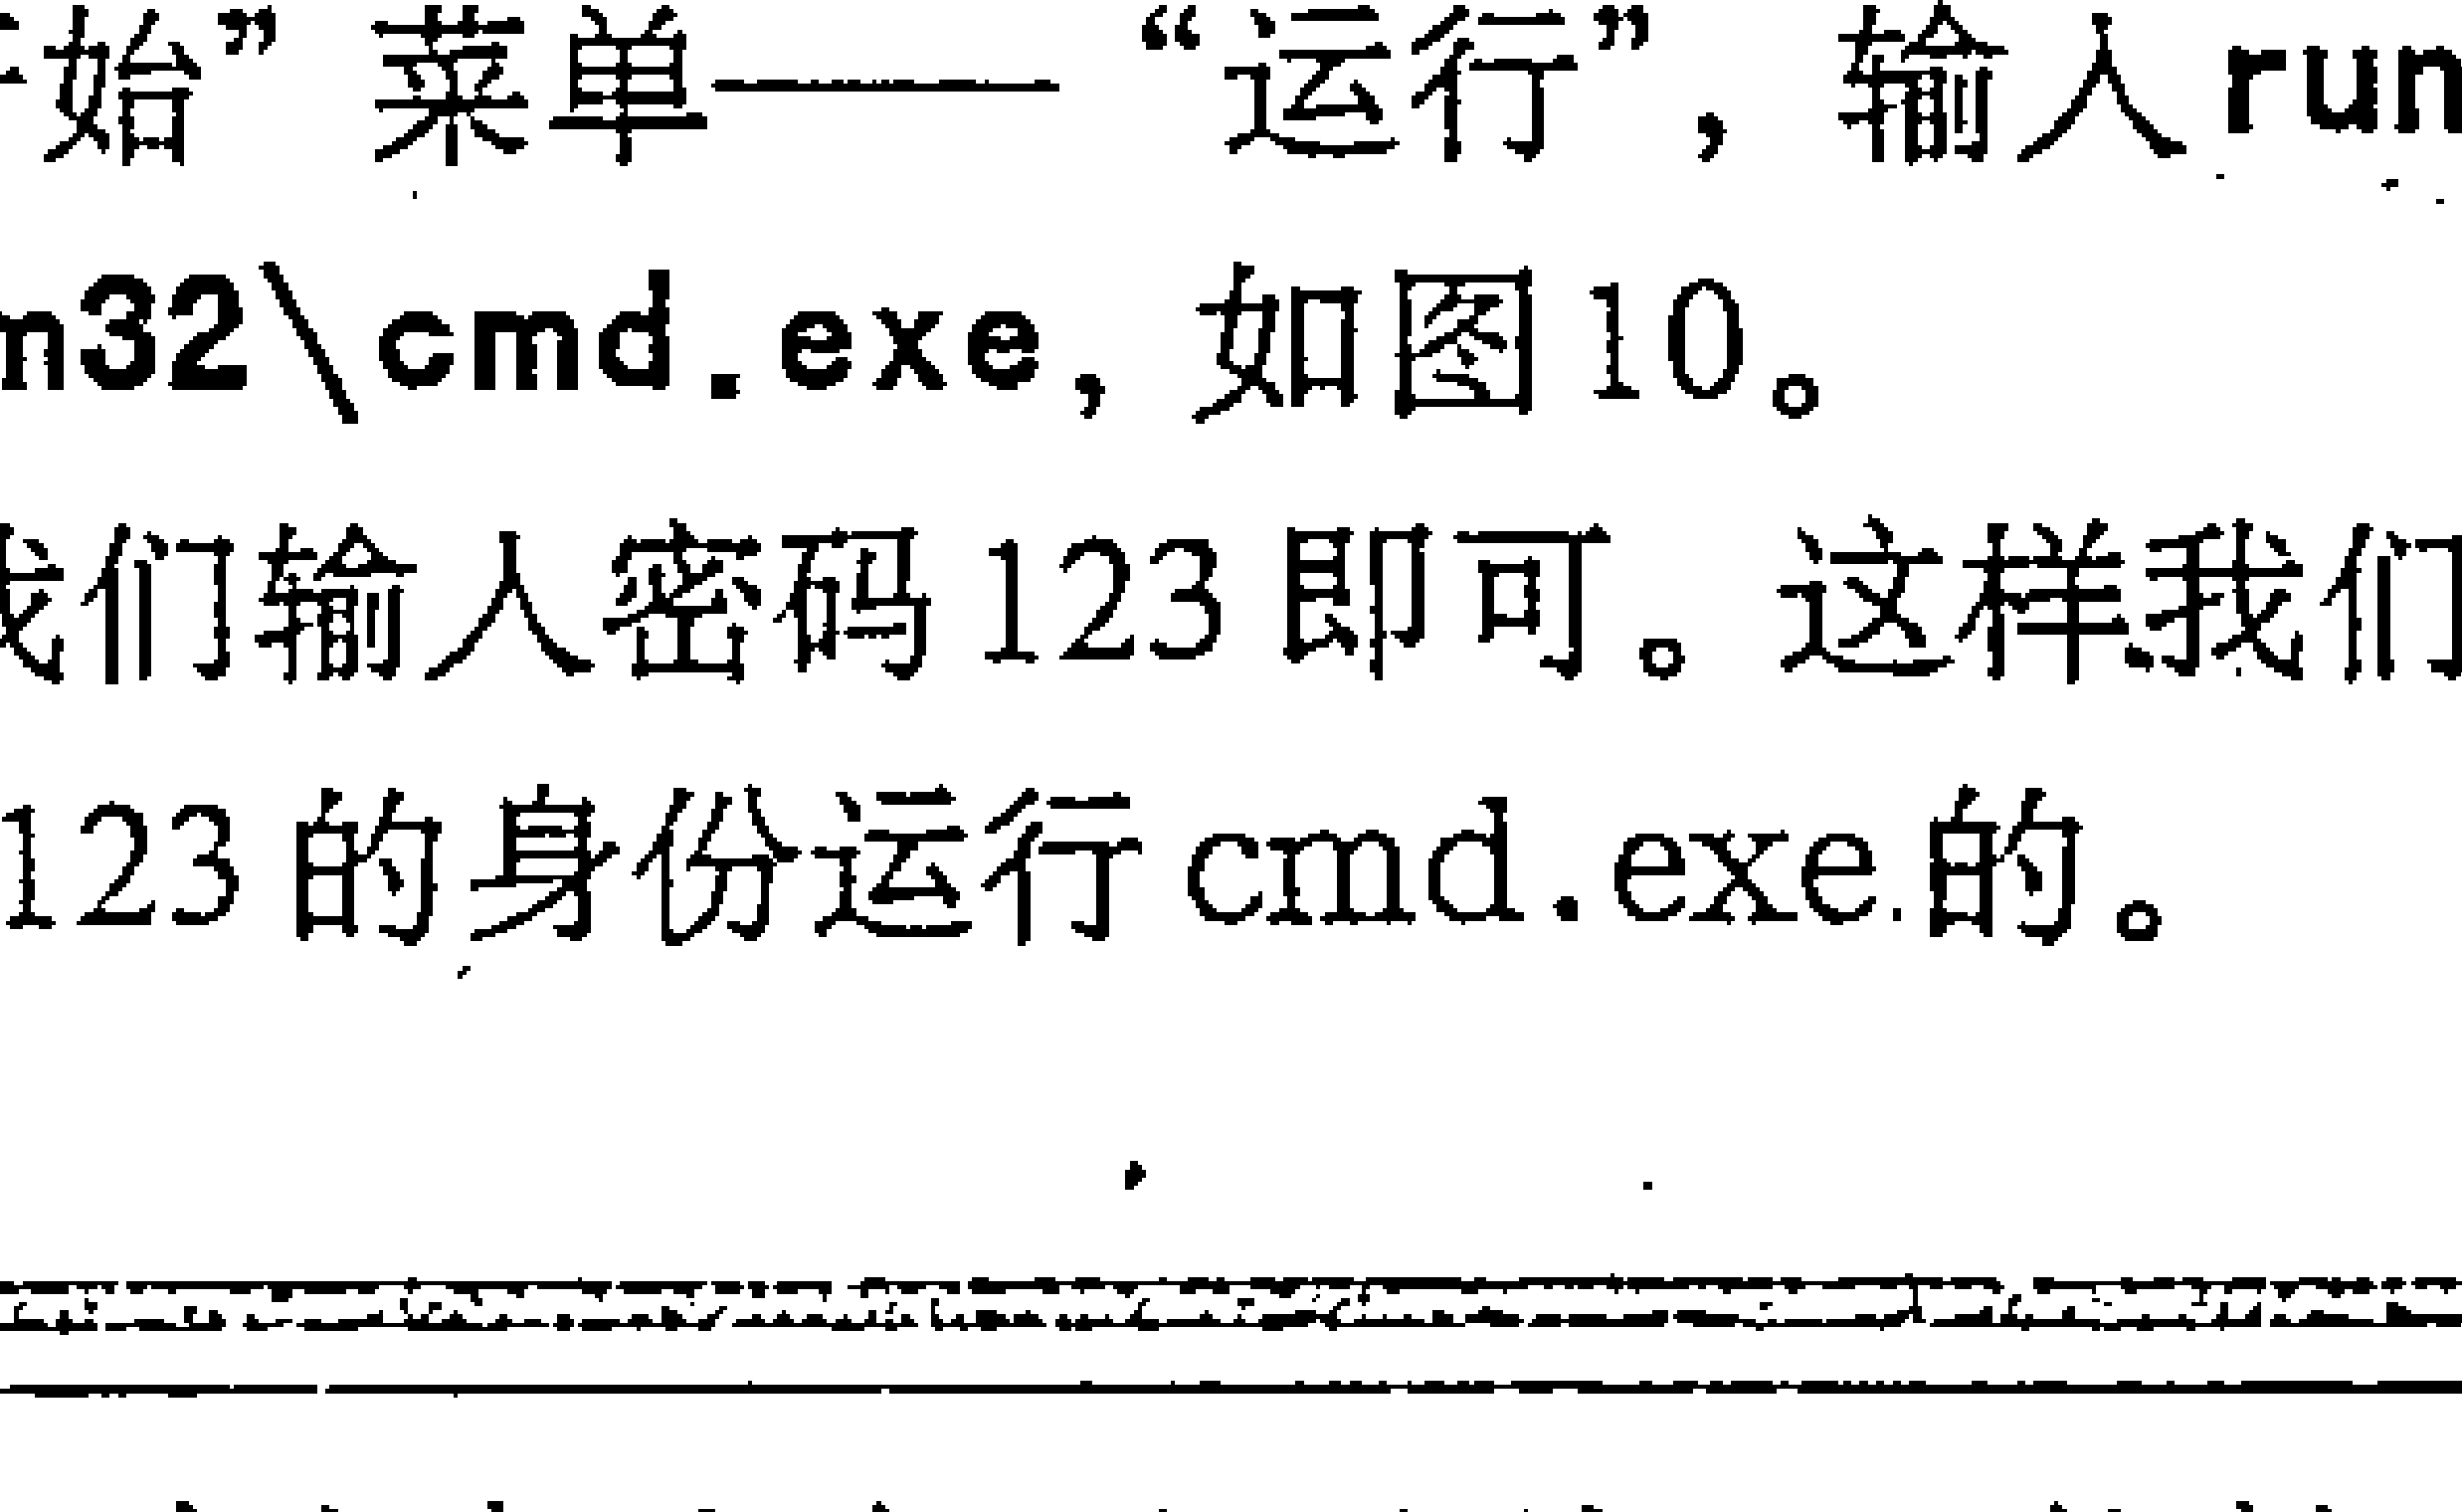 始” 菜单—— “运行”, 输入 run
m32\cmd.exe, 如图 10。
我们输入密码 123 即可。这样我们
123 的身份运行 cmd.exe 的。